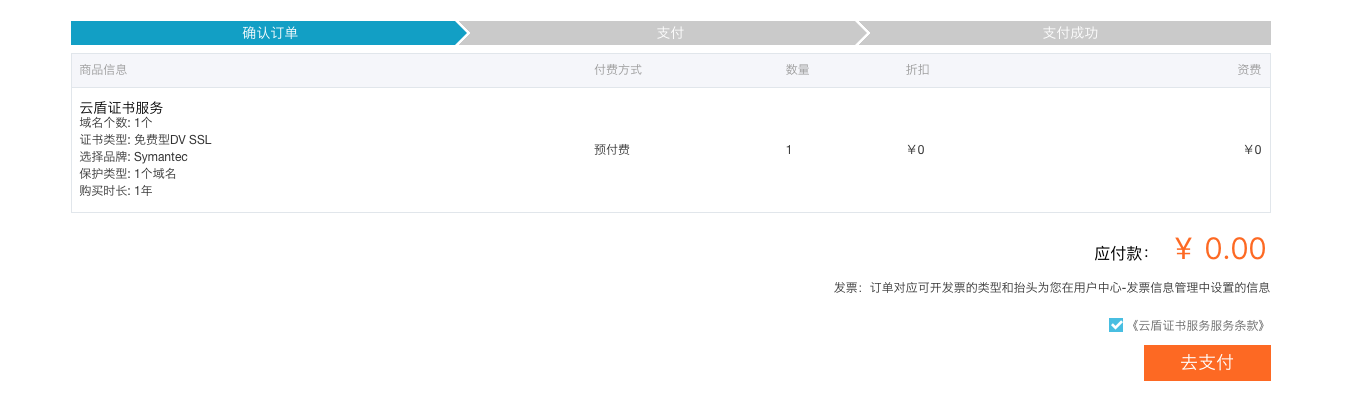 确认订单 支付 支付成功
商品信息 付费方式 数量 折扣 资费
云盾证书服务
域名个数: 1个
证书类型: 免费型DV SSL
选择品牌: Symantec
保护类型: 1个域名
购买时长: 1年
预付费 1 ￥0 ￥0
应付款： ￥ 0.00
发票：订单对应可开发票的类型和抬头为您在用户中心-发票信息管理中设置的信息
《云盾证书服务服务条款》
去支付